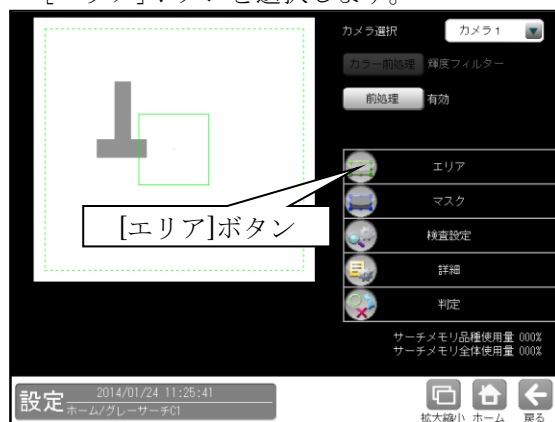 [エリア]ボタンを選択します。
カメラ選択 カメラ1
カラー前処理 輝度フィルター
前処理 有効
エリア
マスク
[エリア]ボタン
検査設定
詳細
判定
サーチメモリ品種使用量 000%
サーチメモリ全体使用量 000%
設定 2014/01/24 11:25:41
ホーム/グレーサーチC1
拡大縮小 ホーム 戻る